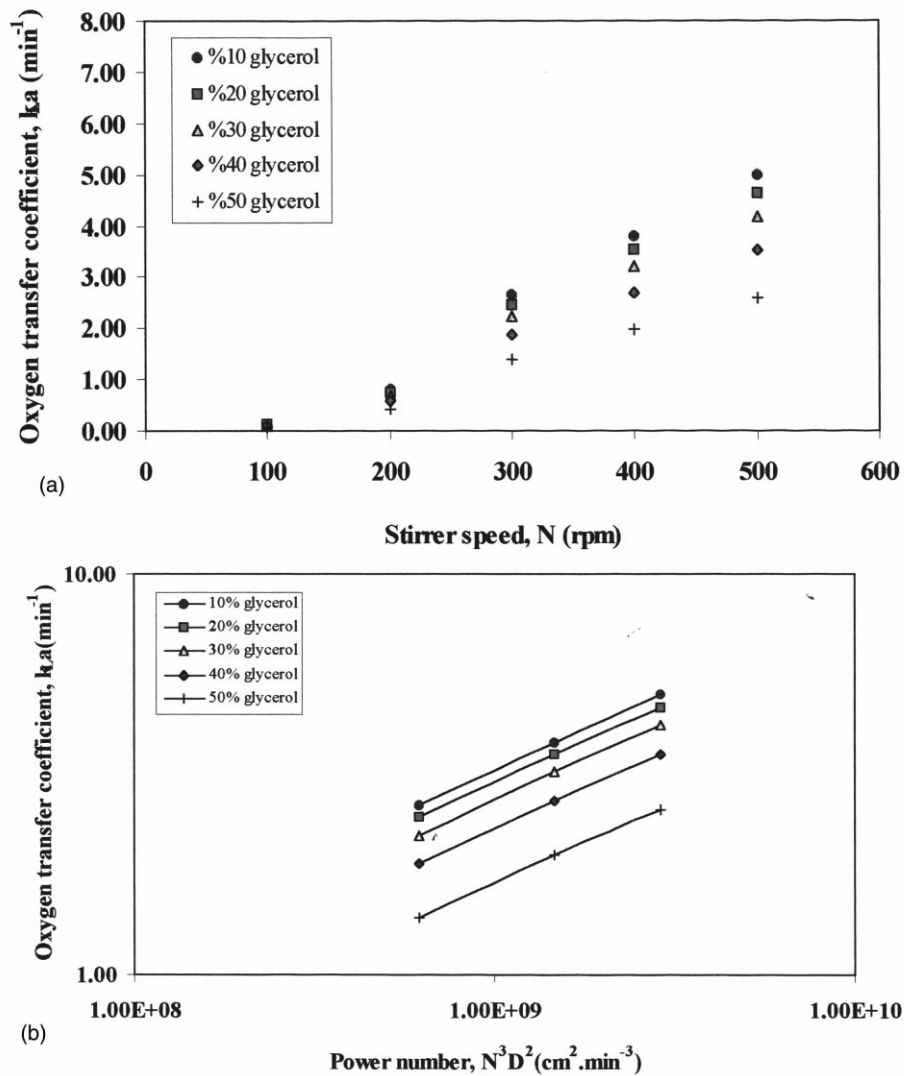 8.00
7.00
6.00
5.00
4.00
3.00
2.00
1.00
0.00
Oxygen transfer coefficient, kLa (min⁻¹)
%10 glycerol
%20 glycerol
%30 glycerol
%40 glycerol
%50 glycerol
0 100 200 300 400 500 600
(a)
Stirrer speed, N (rpm)
10.00
1.00
Oxygen transfer coefficient, kLa(min⁻¹)
10% glycerol
20% glycerol
30% glycerol
40% glycerol
50% glycerol
1.00E+08 1.00E+09 1.00E+10
(b)
Power number, N³D²(cm².min⁻³)